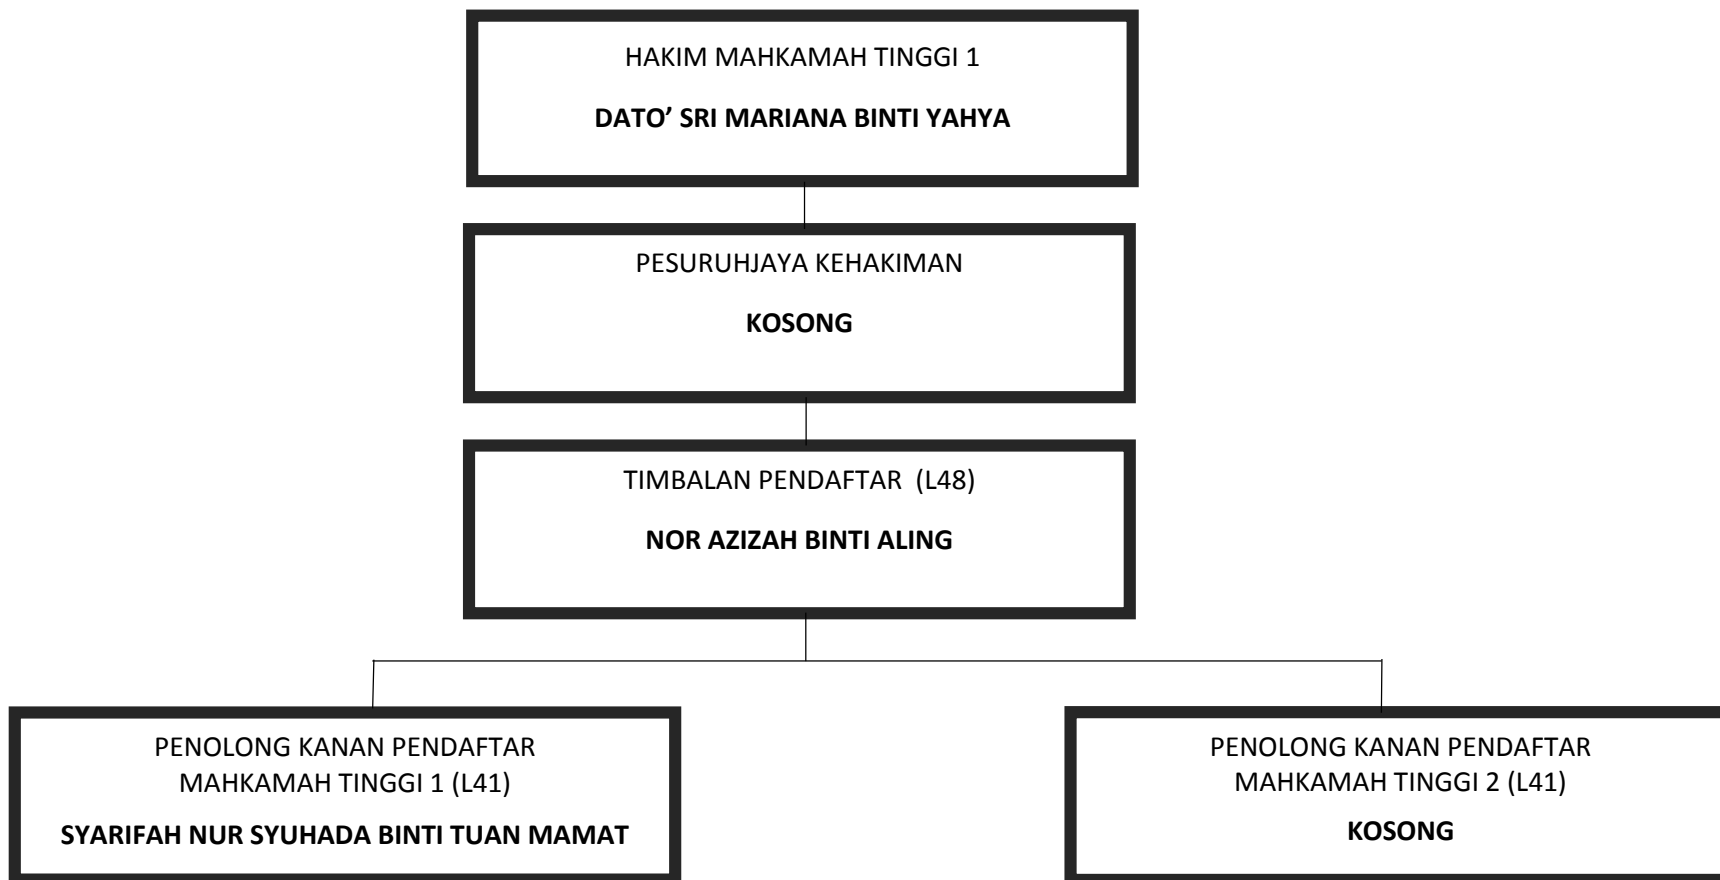 HAKIM MAHKAMAH TINGGI 1
DATO’ SRI MARIANA BINTI YAHYA
PESURUHJAYA KEHAKIMAN
KOSONG
TIMBALAN PENDAFTAR  (L48)
NOR AZIZAH BINTI ALING
PENOLONG KANAN PENDAFTAR
MAHKAMAH TINGGI 1 (L41)
SYARIFAH NUR SYUHADA BINTI TUAN MAMAT
PENOLONG KANAN PENDAFTAR
MAHKAMAH TINGGI 2 (L41)
KOSONG